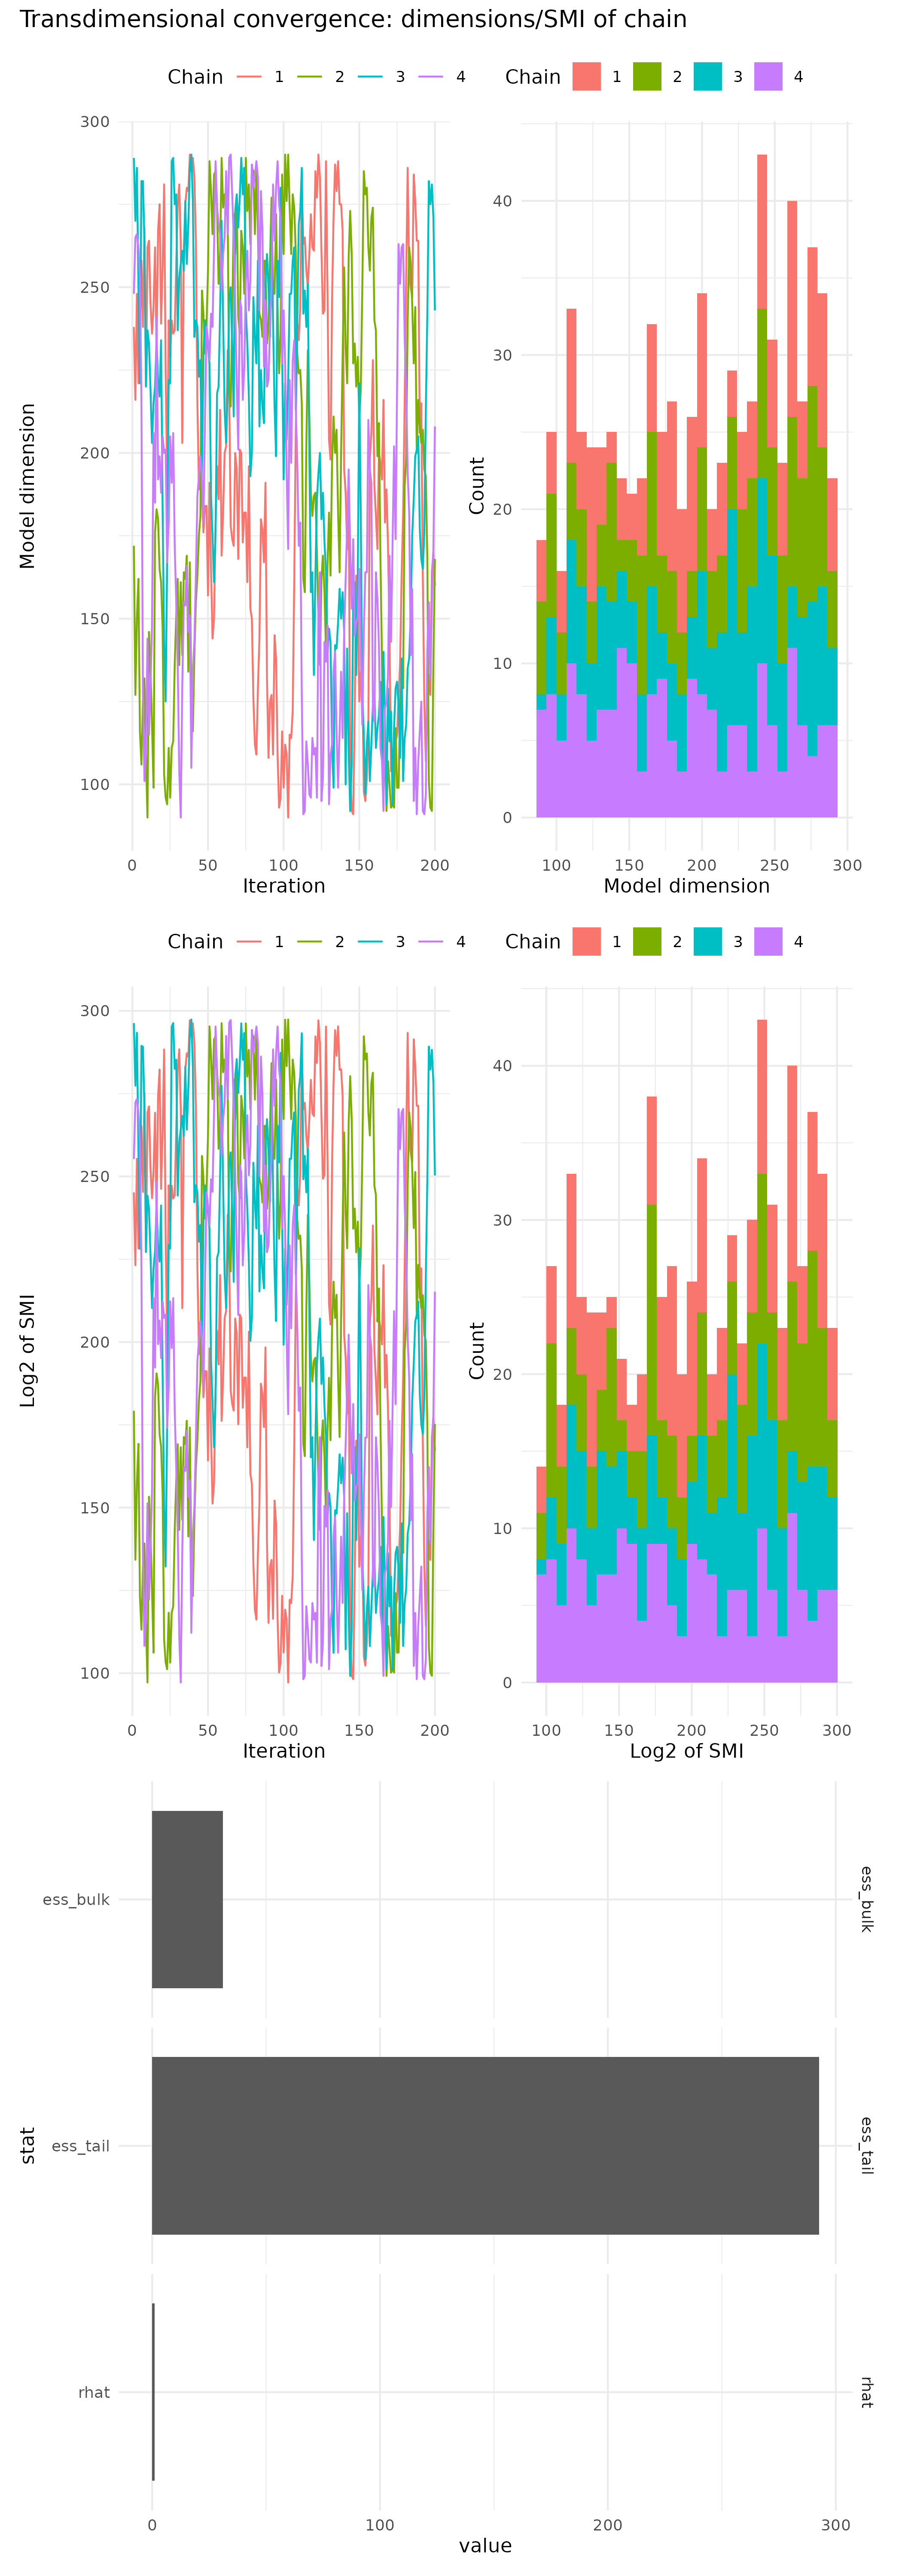 Transdimensional convergence: dimensions/SMI of chain
Chain 1 2 3 4
Chain 1 2 3 4
300
250
200
150
100
Model dimension
0 50 100 150 200
Iteration
40
30
20
10
0
Count
100 150 200 250 300
Model dimension
Chain 1 2 3 4
Chain 1 2 3 4
300
250
200
150
100
Log2 of SMI
0 50 100 150 200
Iteration
40
30
20
10
0
Count
100 150 200 250 300
Log2 of SMI
stat
ess_bulk
ess_bulk
ess_tail
ess_tail
rhat
rhat
0 100 200 300
value